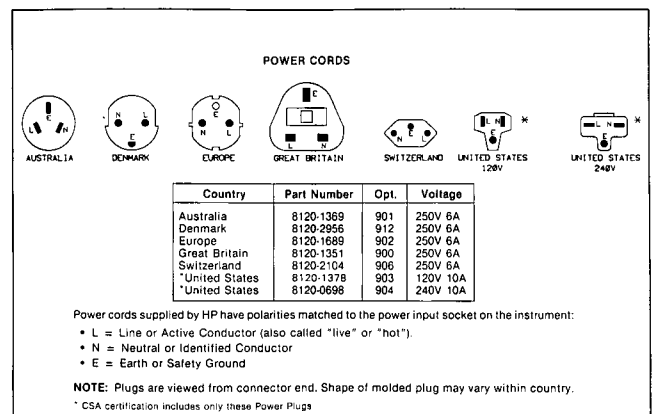 POWER CORDS
E
L N
AUSTRALIA
N L
E
DENMARK
E
N L
EUROPE
E
L N
GREAT BRITAIN
N E L
SWITZERLAND
L N *
E
UNITED STATES
120V
L N *
E
UNITED STATES
240V
Country Part Number Opt. Voltage
Australia 8120-1369 901 250V 6A
Denmark 8120-2956 912 250V 6A
Europe 8120-1689 902 250V 6A
Great Britain 8120-1351 900 250V 6A
Switzerland 8120-2104 906 250V 6A
*United States 8120-1378 903 120V 10A
*United States 8120-0698 904 240V 10A
Power cords supplied by HP have polarities matched to the power input socket on the instrument:
• L = Line or Active Conductor (also called "live" or "hot").
• N = Neutral or Identified Conductor
• E = Earth or Safety Ground
NOTE: Plugs are viewed from connector end. Shape of molded plug may vary within country.
* CSA certification includes only these Power Plugs